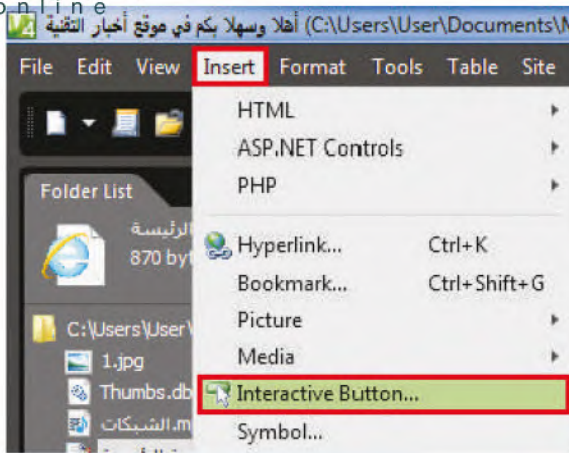 online
أهلا وسهلا بكم في موقع أخبار التقنية (C:\Users\User\Documents\M
File Edit View Insert Format Tools Table Site
HTML
ASP.NET Controls
PHP
Folder List
الرئيسة
870 byt
Hyperlink... Ctrl+K
Bookmark... Ctrl+Shift+G
Picture
C:\Users\User\
Media
1.jpg
Thumbs.db
Interactive Button...
الشبكات.m
Symbol...